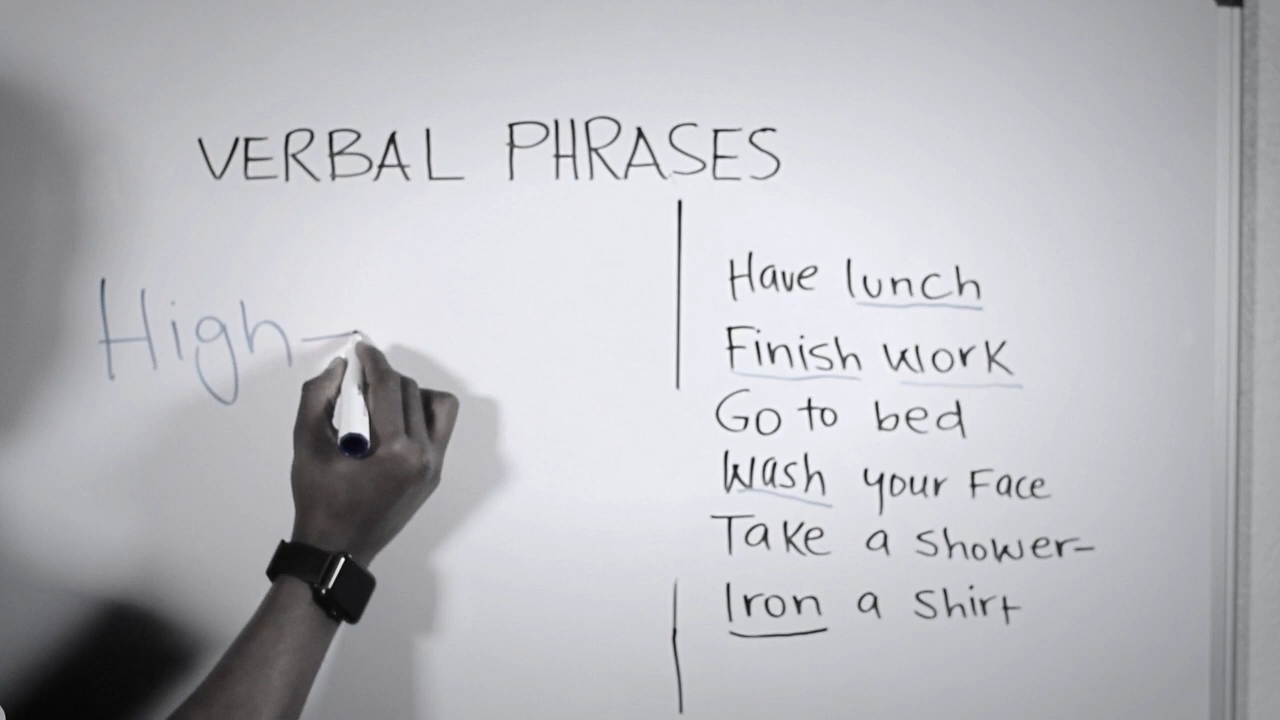 VERBAL PHRASES
High-
Have lunch
Finish work
Go to bed
Wash your Face
Take a shower-
Iron a shirt